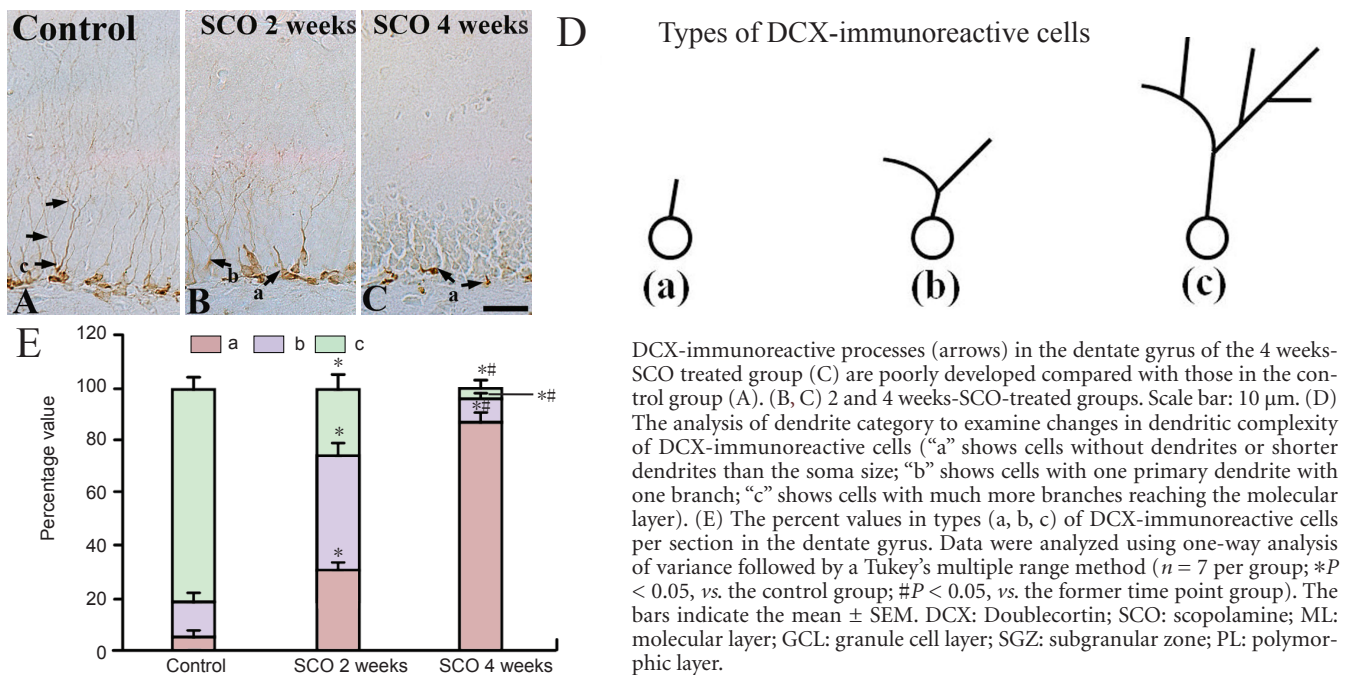 Control
SCO 2 weeks
SCO 4 weeks
c
A
b
a
B
a
C
D
Types of DCX-immunoreactive cells
(a)
(b)
(c)
E
120
100
80
60
40
20
0
Percentage value
a
b
c
*
*
*
*#
*#
*#
Control
SCO 2 weeks
SCO 4 weeks
DCX-immunoreactive processes (arrows) in the dentate gyrus of the 4 weeks-
SCO treated group (C) are poorly developed compared with those in the con-
trol group (A). (B, C) 2 and 4 weeks-SCO-treated groups. Scale bar: 10 μm. (D)
The analysis of dendrite category to examine changes in dendritic complexity
of DCX-immunoreactive cells (“a” shows cells without dendrites or shorter
dendrites than the soma size; “b” shows cells with one primary dendrite with
one branch; “c” shows cells with much more branches reaching the molecular
layer). (E) The percent values in types (a, b, c) of DCX-immunoreactive cells
per section in the dentate gyrus. Data were analyzed using one-way analysis
of variance followed by a Tukey’s multiple range method (n = 7 per group; *P
< 0.05, vs. the control group; #P < 0.05, vs. the former time point group). The
bars indicate the mean ± SEM. DCX: Doublecortin; SCO: scopolamine; ML:
molecular layer; GCL: granule cell layer; SGZ: subgranular zone; PL: polymor-
phic layer.